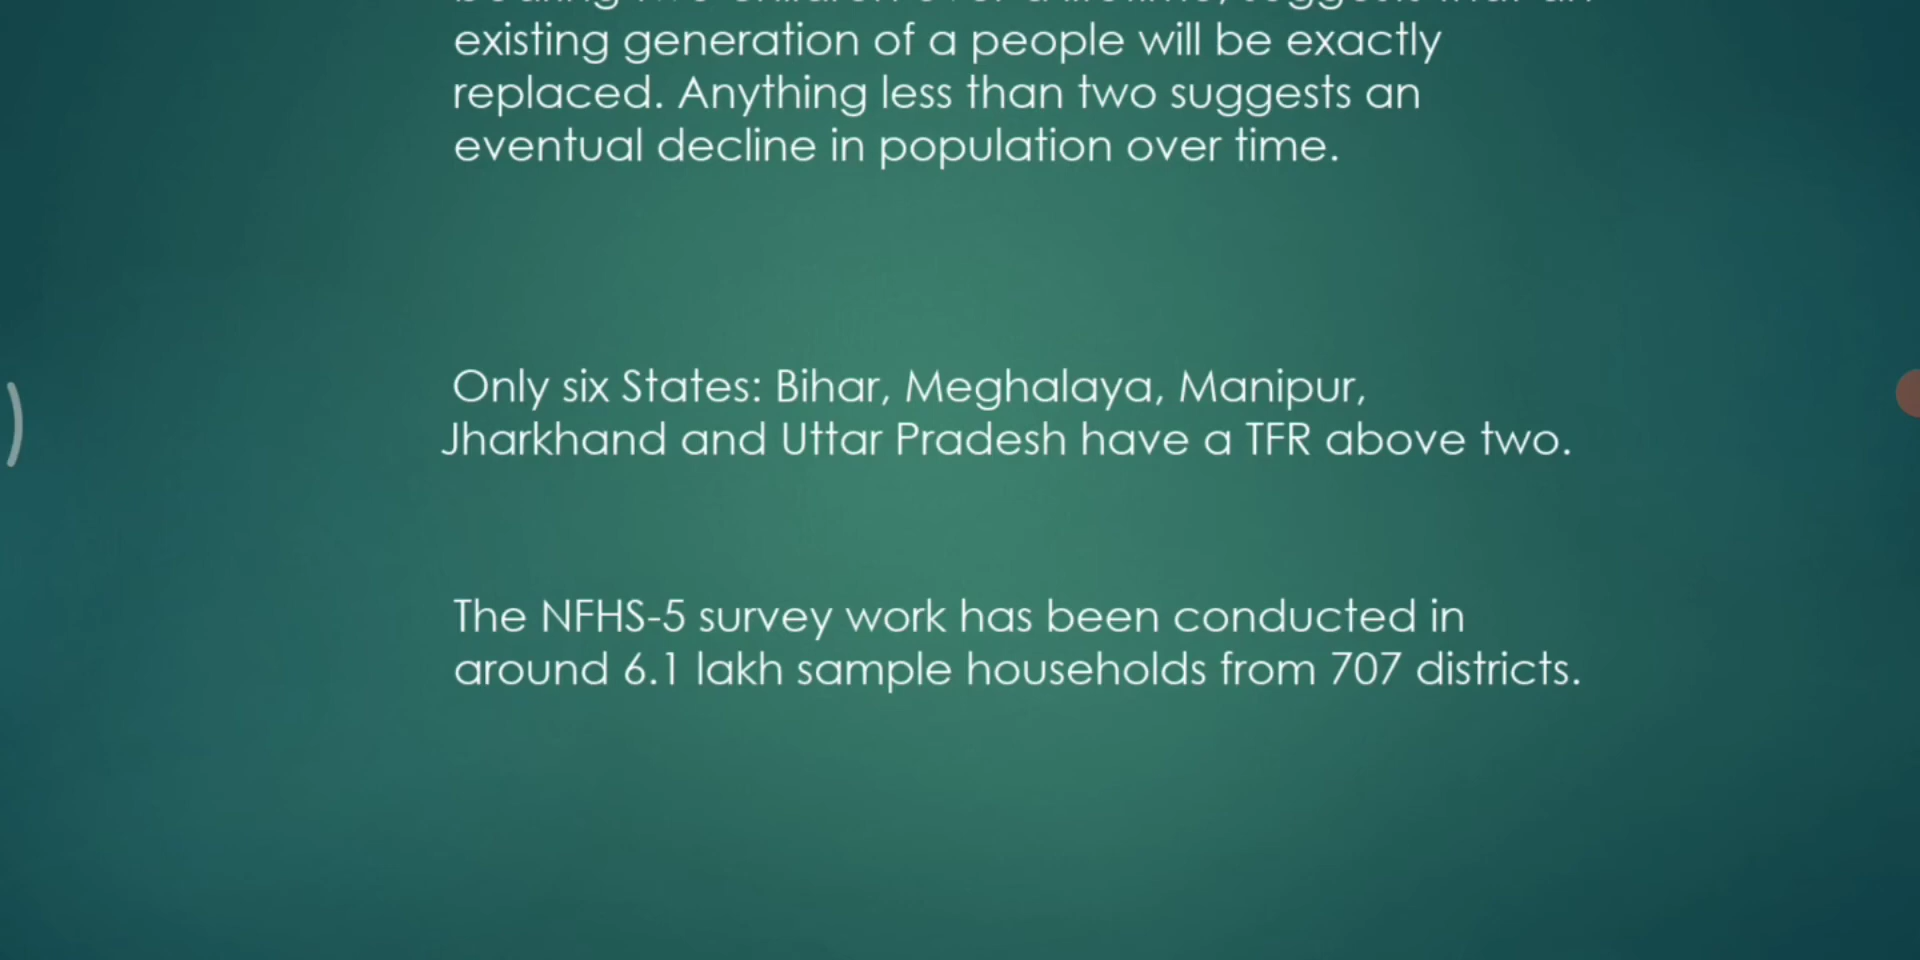 existing generation of a people will be exactly
replaced. Anything less than two suggests an
eventual decline in population over time.
Only six States: Bihar, Meghalaya, Manipur,
Jharkhand and Uttar Pradesh have a TFR above two.
The NFHS-5 survey work has been conducted in
around 6.1 lakh sample households from 707 districts.